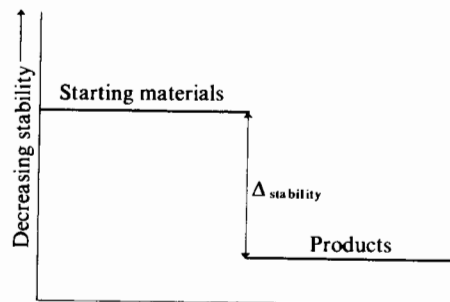 Decreasing stability
Starting materials
Δ stability
Products